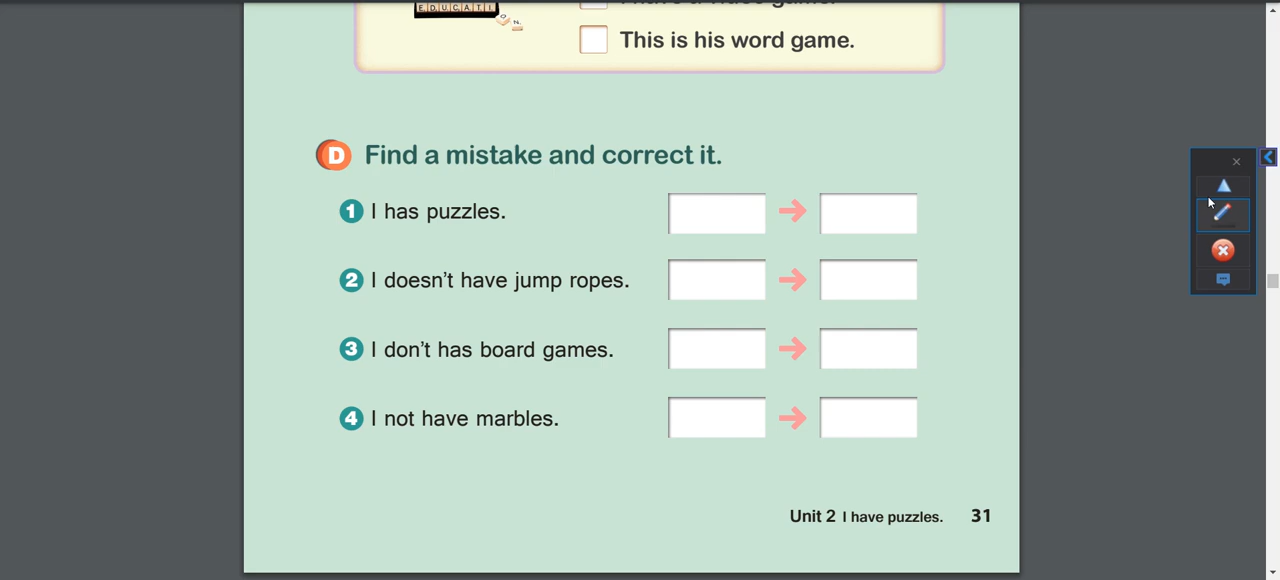 EDUCATI
This is his word game.
D Find a mistake and correct it.
1 I has puzzles.
2 I doesn't have jump ropes.
3 I don't has board games.
4 I not have marbles.
Unit 2 I have puzzles. 31